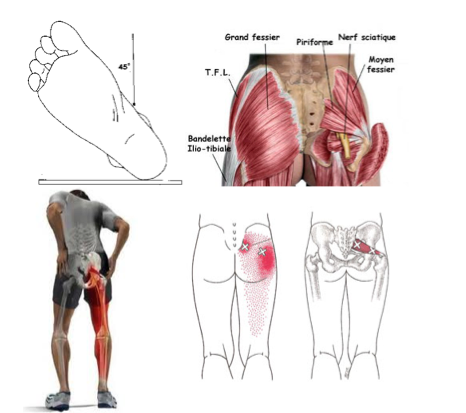 45°
Grand fessier
Piriforme
Nerf sciatique
Moyen
fessier
T.F.L.
Bandelette
Ilio-tibiale